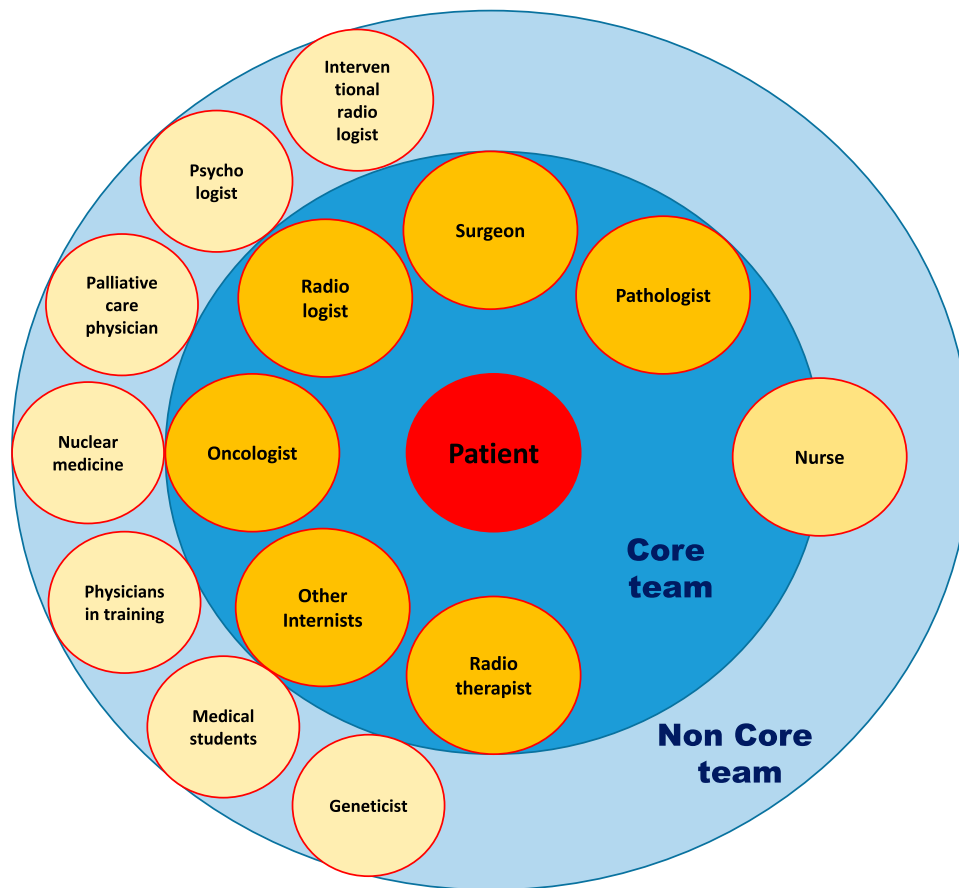 Interven
tional
radio
logist
Psycho
logist
Surgeon
Radio
logist
Pathologist
Palliative
care
physician
Nuclear
medicine
Oncologist
Patient
Nurse
Core
team
Physicians
in training
Other
Internists
Radio
therapist
Medical
students
Non Core
team
Geneticist